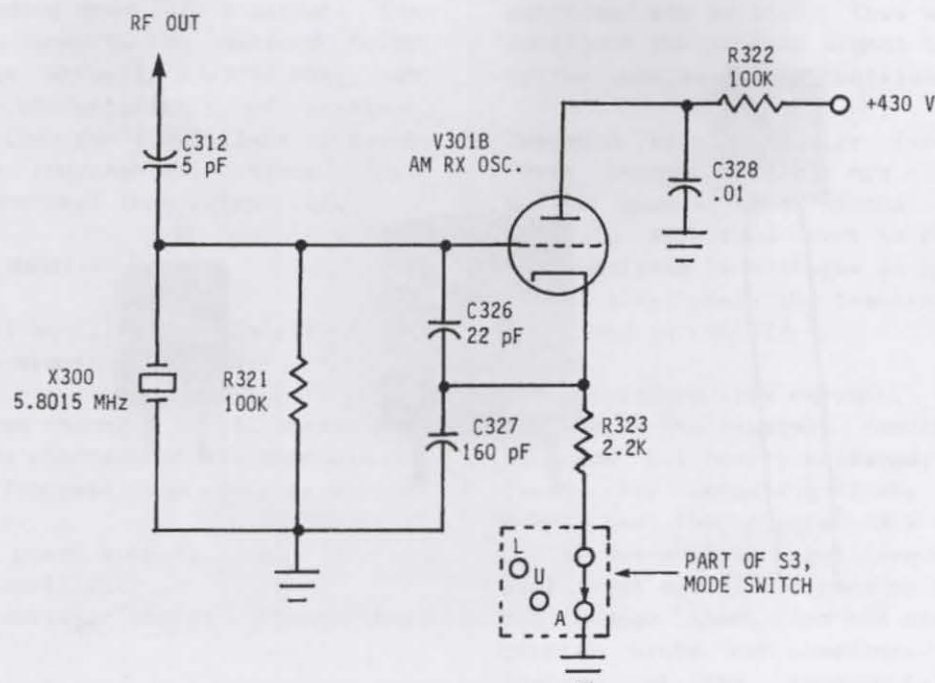 RF OUT
R322
100K
+430 V
C312
5 pF
V301B
AM RX OSC.
C328
.01
C326
22 pF
X300
5.8015 MHz
R321
100K
C327
160 pF
R323
2.2K
L
U
A
PART OF S3,
MODE SWITCH